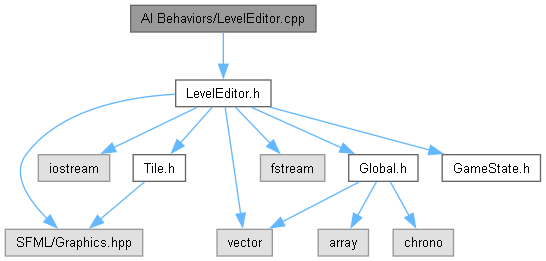 AI Behaviors/LevelEditor.cpp
LevelEditor.h
iostream
Tile.h
fstream
Global.h
GameState.h
SFML/Graphics.hpp
vector
array
chrono